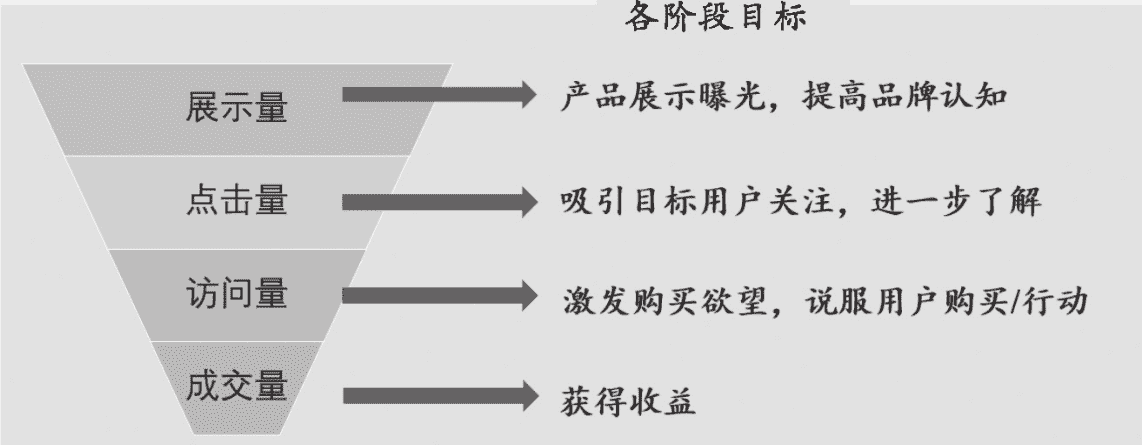 各阶段目标
展示量
产品展示曝光，提高品牌认知
点击量
吸引目标用户关注，进一步了解
访问量
激发购买欲望，说服用户购买/行动
成交量
获得收益